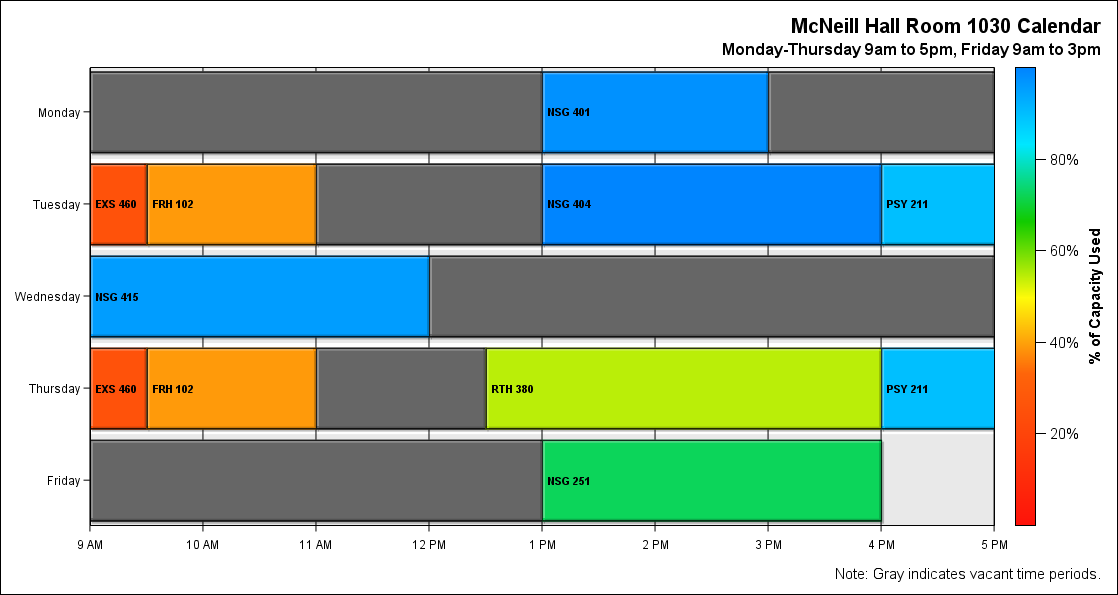 McNeill Hall Room 1030 Calendar
Monday-Thursday 9am to 5pm, Friday 9am to 3pm
Monday
NSG 401
Tuesday
EXS 460
FRH 102
NSG 404
PSY 211
Wednesday
NSG 415
Thursday
EXS 460
FRH 102
RTH 380
PSY 211
Friday
NSG 251
9 AM
10 AM
11 AM
12 PM
1 PM
2 PM
3 PM
4 PM
5 PM
80%
60%
40%
20%
% of Capacity Used
Note: Gray indicates vacant time periods.